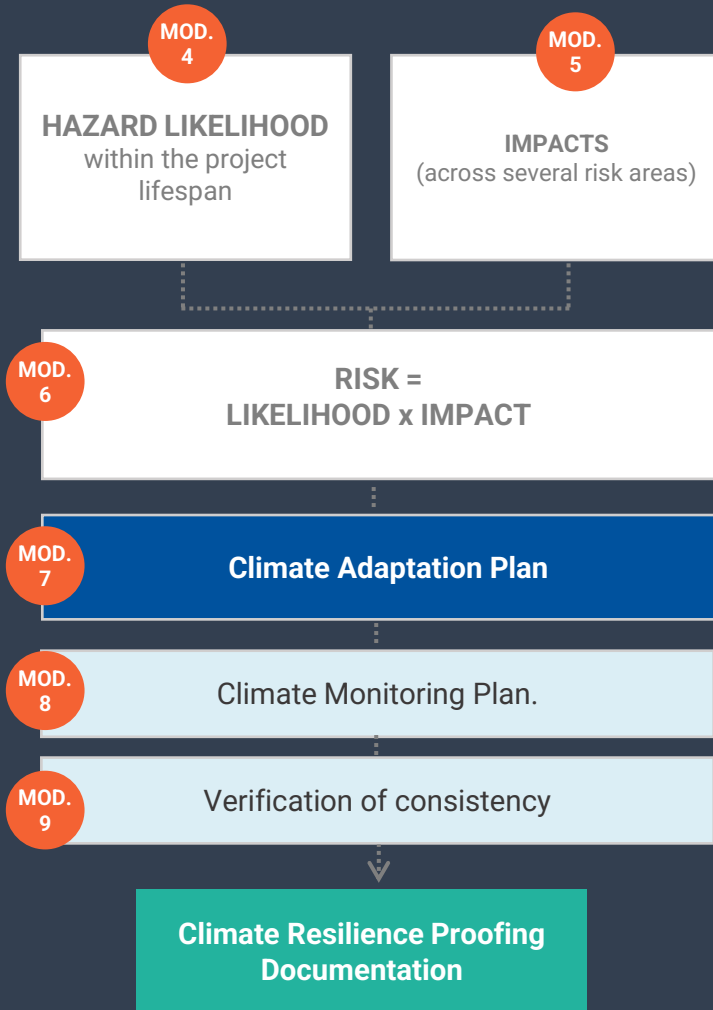 MOD.
4
HAZARD LIKELIHOOD
within the project
lifespan
MOD.
5
IMPACTS
(across several risk areas)
MOD.
6
RISK =
LIKELIHOOD x IMPACT
MOD.
7
Climate Adaptation Plan
MOD.
8
Climate Monitoring Plan.
MOD.
9
Verification of consistency
Climate Resilience Proofing
Documentation